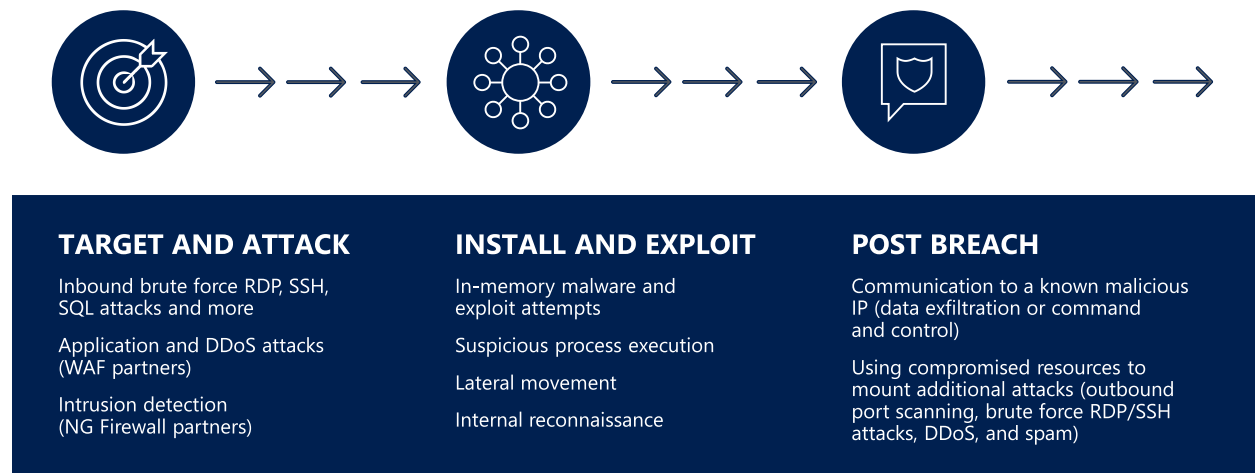 TARGET AND ATTACK
Inbound brute force RDP, SSH,
SQL attacks and more
Application and DDoS attacks
(WAF partners)
Intrusion detection
(NG Firewall partners)
INSTALL AND EXPLOIT
In-memory malware and
exploit attempts
Suspicious process execution
Lateral movement
Internal reconnaissance
POST BREACH
Communication to a known malicious
IP (data exfiltration or command
and control)
Using compromised resources to
mount additional attacks (outbound
port scanning, brute force RDP/SSH
attacks, DDoS, and spam)